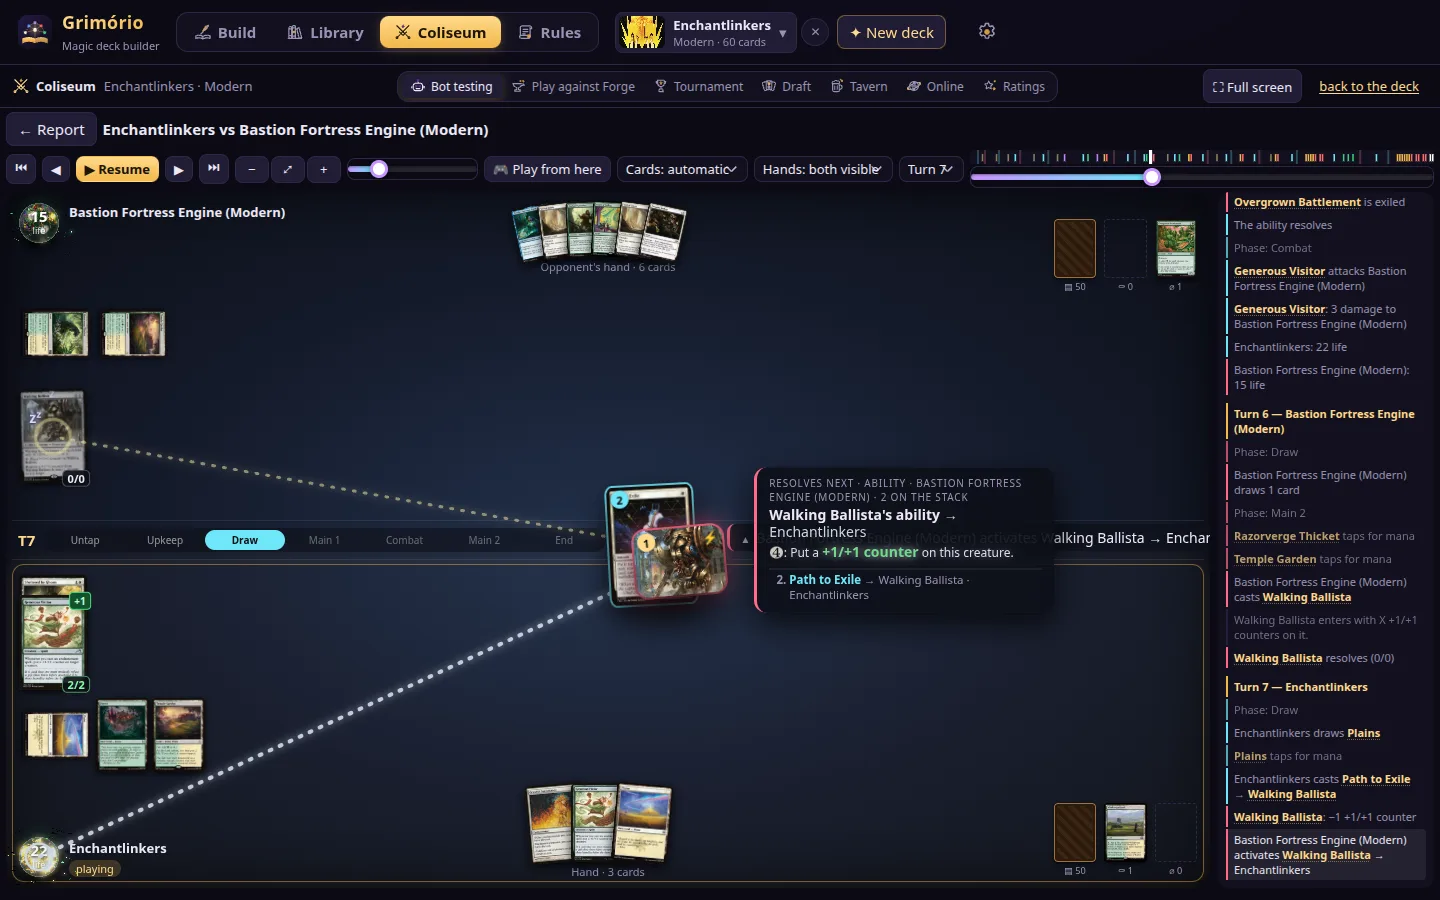 Grimório
Magic deck builder
Build
Library
Coliseum
Rules
Enchantlinkers
Modern · 60 cards
✕
✦ New deck
Coliseum
Enchantlinkers · Modern
Bot testing
Play against Forge
Tournament
Draft
Tavern
Online
Ratings
Full screen
back to the deck
← Report
Enchantlinkers vs Bastion Fortress Engine (Modern)
▶ Resume
Play from here
Cards: automatic
Hands: both visible
Turn 7
15
life
Bastion Fortress Engine (Modern)
Opponent's hand · 6 cards
50
0
1
0/0
T7
Untap
Upkeep
Draw
Main 1
Combat
Main 2
End
2
1
RESOLVES NEXT · ABILITY · BASTION FORTRESS
ENGINE (MODERN) · 2 ON THE STACK
Walking Ballista's ability →
Enchantlinkers
4: Put a +1/+1 counter on this creature.
2. Path to Exile → Walking Ballista ·
Enchantlinkers
alking Ballista → Enchar
+1
2/2
22
Enchantlinkers
playing
Hand · 3 cards
50
1
0
Overgrown Battlement is exiled
The ability resolves
Phase: Combat
Generous Visitor attacks Bastion
Fortress Engine (Modern)
Generous Visitor: 3 damage to
Bastion Fortress Engine (Modern)
Enchantlinkers: 22 life
Bastion Fortress Engine (Modern):
15 life
Turn 6 — Bastion Fortress Engine
(Modern)
Phase: Draw
Bastion Fortress Engine (Modern)
draws 1 card
Phase: Main 2
Razorverge Thicket taps for mana
Temple Garden taps for mana
Bastion Fortress Engine (Modern)
casts Walking Ballista
Walking Ballista enters with X +1/+1
counters on it.
Walking Ballista resolves (0/0)
Turn 7 — Enchantlinkers
Phase: Draw
Enchantlinkers draws Plains
Plains taps for mana
Enchantlinkers casts Path to Exile
→ Walking Ballista
Walking Ballista: −1 +1/+1 counter
Bastion Fortress Engine (Modern)
activates Walking Ballista →
Enchantlinkers